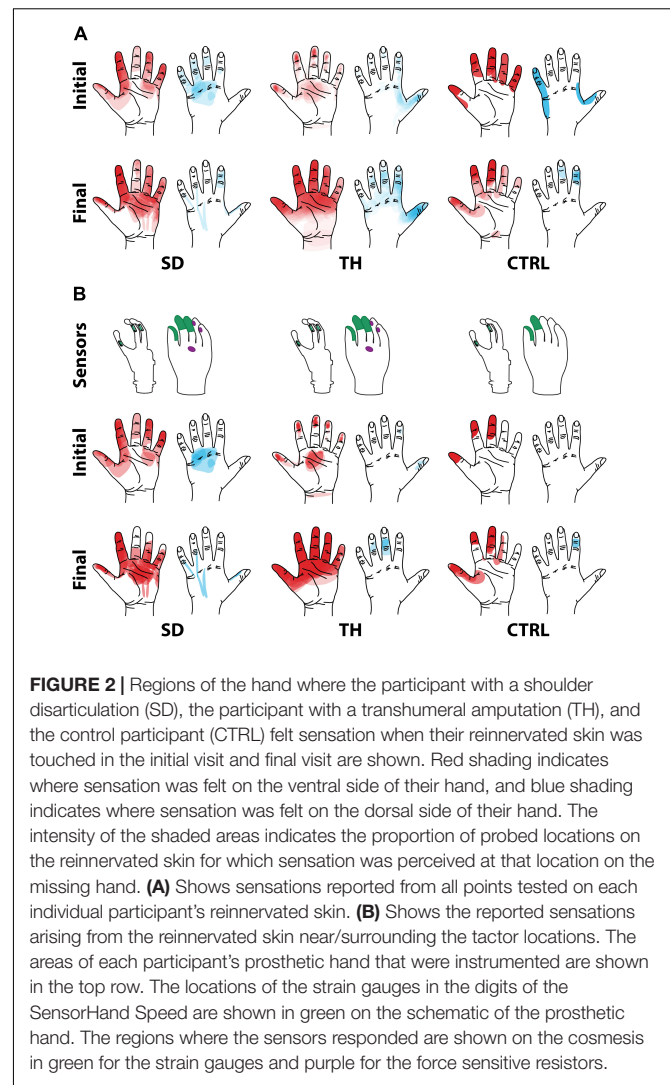 A
Initial
Final
SD TH CTRL
B
Sensors
Initial
Final
SD TH CTRL
FIGURE 2 | Regions of the hand where the participant with a shoulder
disarticulation (SD), the participant with a transhumeral amputation (TH), and
the control participant (CTRL) felt sensation when their reinnervated skin was
touched in the initial visit and final visit are shown. Red shading indicates
where sensation was felt on the ventral side of their hand, and blue shading
indicates where sensation was felt on the dorsal side of their hand. The
intensity of the shaded areas indicates the proportion of probed locations on
the reinnervated skin for which sensation was perceived at that location on the
missing hand. (A) Shows sensations reported from all points tested on each
individual participant's reinnervated skin. (B) Shows the reported sensations
arising from the reinnervated skin near/surrounding the tactor locations. The
areas of each participant's prosthetic hand that were instrumented are shown
in the top row. The locations of the strain gauges in the digits of the
SensorHand Speed are shown in green on the schematic of the prosthetic
hand. The regions where the sensors responded are shown on the cosmesis
in green for the strain gauges and purple for the force sensitive resistors.